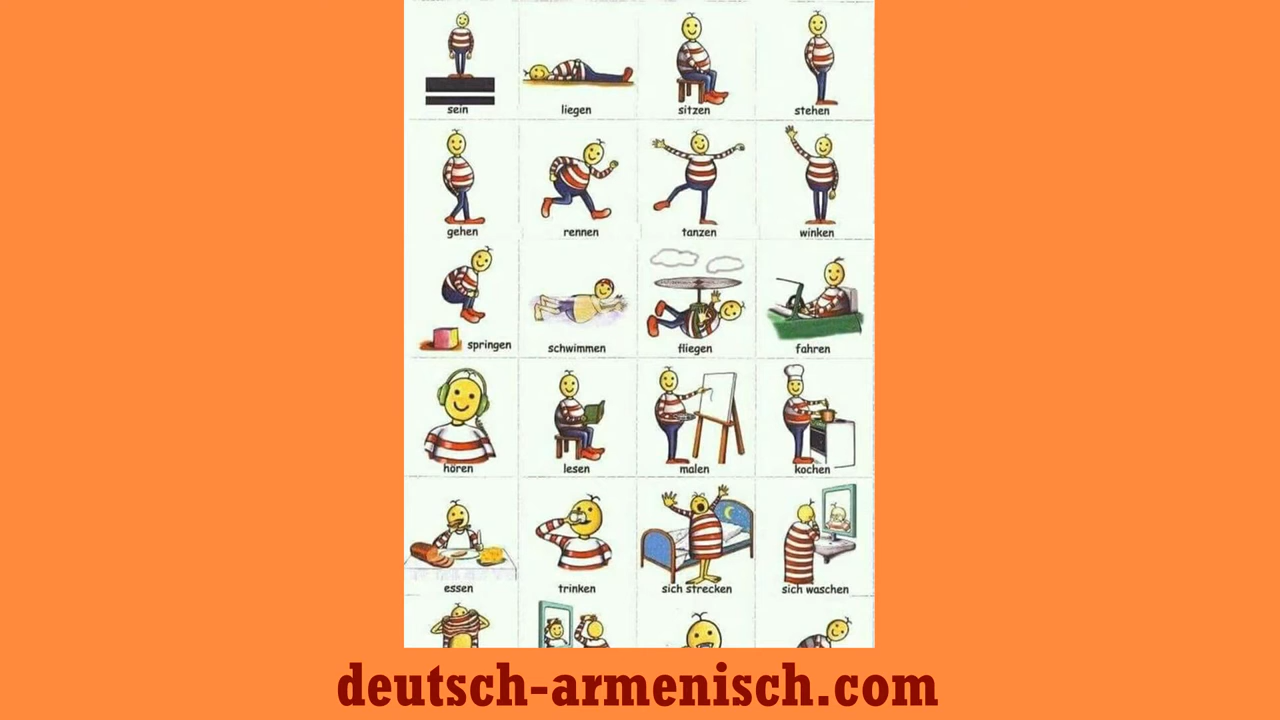 sein
liegen
sitzen
stehen
gehen
rennen
tanzen
winken
springen
schwimmen
fliegen
fahren
hören
lesen
malen
kochen
essen
trinken
sich strecken
sich waschen
deutsch-armenisch.com